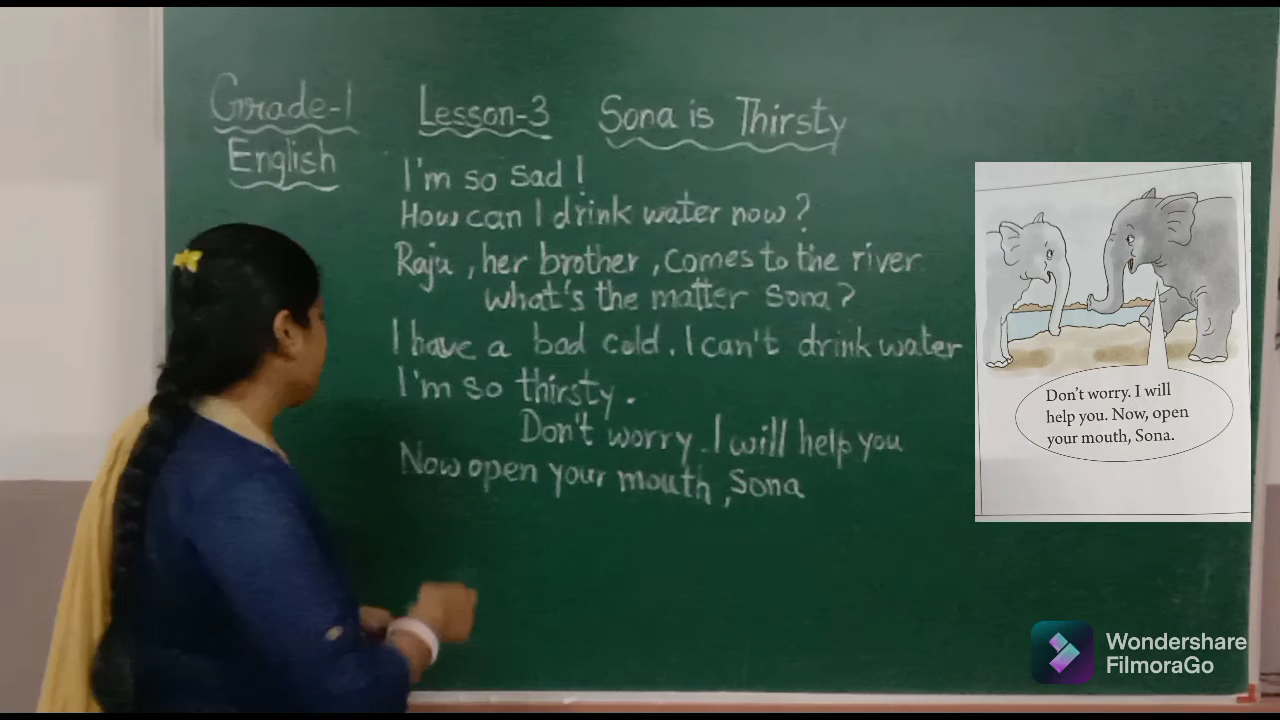 Grade-1 Lesson-3 Sona is Thirsty
English
I'm so sad!
How can I drink water now?
Raju, her brother, comes to the river.
what's the matter Sona?
I have a bad cold. I can't drink water
I'm so thirsty.
Don't worry. I will help you
Now open your mouth, Sona
Don't worry. I will
help you. Now, open
your mouth, Sona.
Wondershare
FilmoraGo